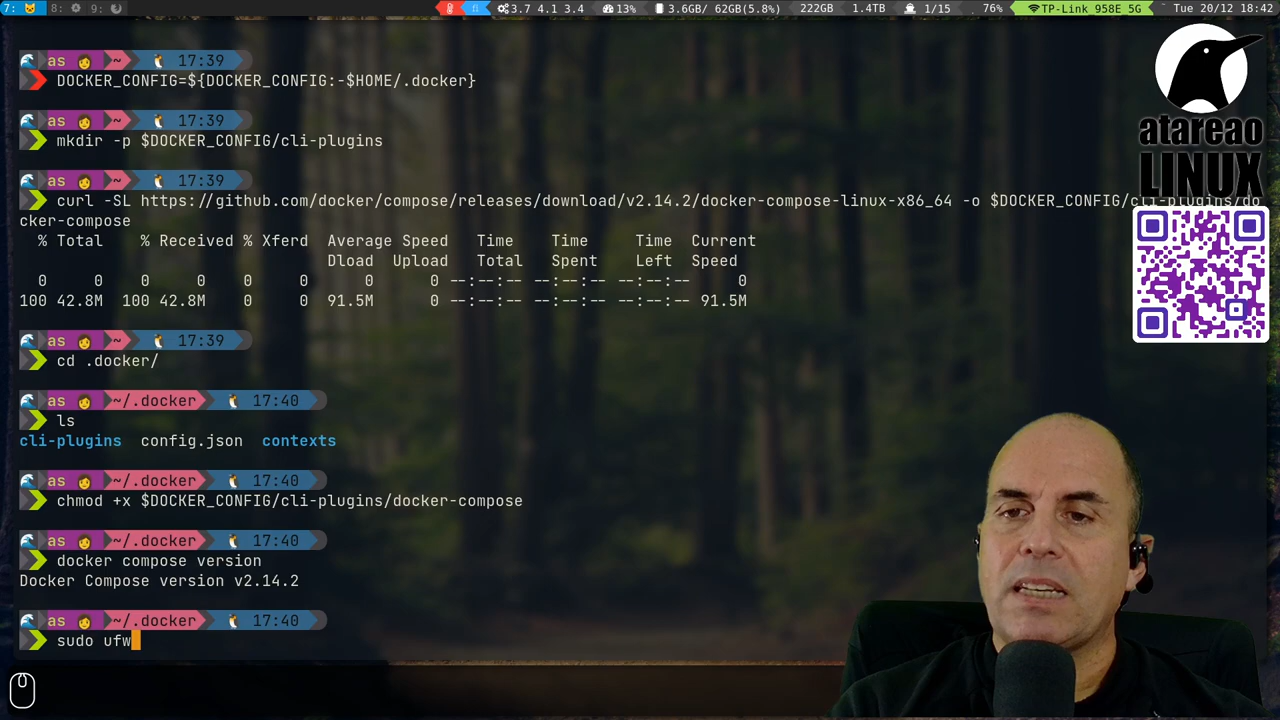 7: 8: 9: 3.7 4.1 3.4 13% 3.6GB/ 62GB(5.8%) 222GB 1.4TB 1/15 76% TP-Link 958E 5G Tue 20/12 18:42
as ~ 17:39
DOCKER_CONFIG=${DOCKER_CONFIG:-$HOME/.docker}
as ~ 17:39
mkdir -p $DOCKER_CONFIG/cli-plugins
as ~ 17:39
curl -SL https://github.com/docker/compose/releases/download/v2.14.2/docker-compose-linux-x86_64 -o $DOCKER_CONFIG/cli-plugins/do
cker-compose
% Total % Received % Xferd Average Speed Time Time Time Current
Dload Upload Total Spent Left Speed
0 0 0 0 0 0 0 0 --:--:-- --:--:-- --:--:-- 0
100 42.8M 100 42.8M 0 0 91.5M 0 --:--:-- --:--:-- --:--:-- 91.5M
as ~ 17:39
cd .docker/
as ~/.docker 17:40
ls
cli-plugins config.json contexts
as ~/.docker 17:40
chmod +x $DOCKER_CONFIG/cli-plugins/docker-compose
as ~/.docker 17:40
docker compose version
Docker Compose version v2.14.2
as ~/.docker 17:40
sudo ufw
atareao
LINUX